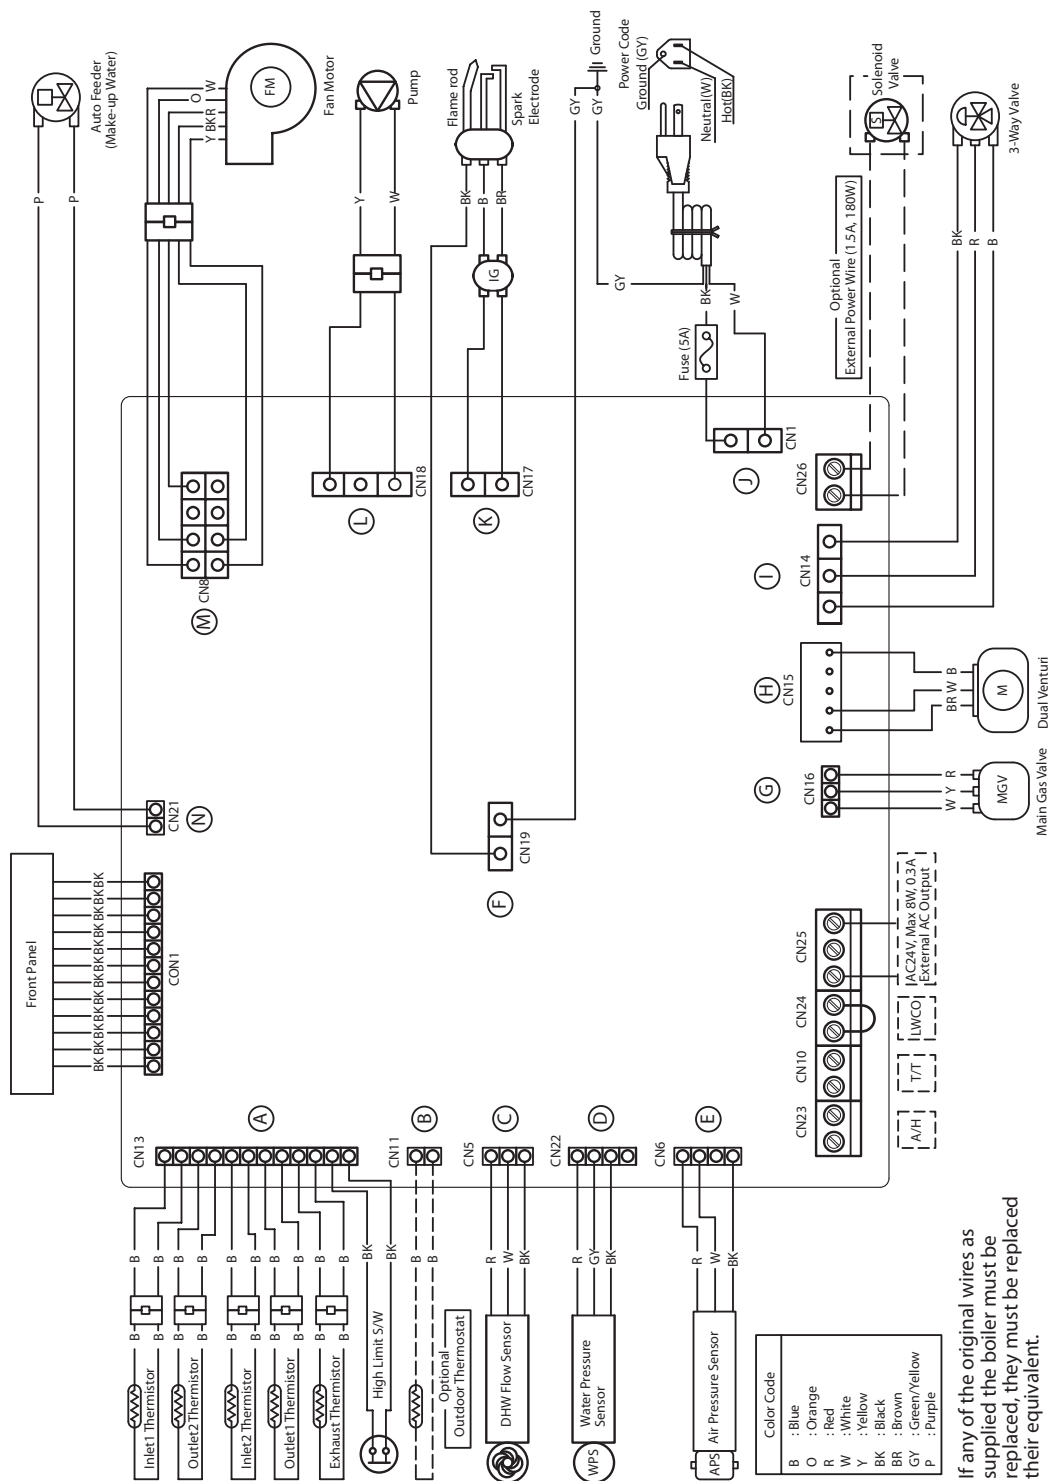 Front Panel
BK BK BK BK BK BK BK BK BK BK BK BK
CON1
P
P
Auto Feeder
(Make-up Water)
CN21
N
Y BK R O W
FM
Fan Motor
CN8
M
Y
W
Pump
CN18
L
Flame rod
Spark
Electrode
BK
B
BR
IG
CN17
K
CN19
F
GY
GY
GY
Ground
Power Code
Ground (GY)
Neutral(W)
Hot(BK)
BK
W
Fuse (5A)
CN1
J
Solenoid
Valve
S
Optional
External Power Wire (1.5A, 180W)
CN26
3-Way Valve
BK
R
B
CN14
I
CN15
H
BR W B
M
Dual Venturi
CN16
G
W Y R
MGV
Main Gas Valve
CN25
AC24V, Max 8W, 0.3A
External AC Output
CN24
LWCO
CN10
T/T
CN23
A/H
CN13
A
B B
B B
Inlet1 Thermistor
B B
B B
Outlet2 Thermistor
B B
B B
Inlet2 Thermistor
B B
B B
Outlet1 Thermistor
B B
B B
Exhaust Thermistor
BK
BK
High Limit S/W
CN11
B
B
B
Optional
Outdoor Thermostat
CN5
C
R
W
BK
DHW Flow Sensor
CN22
D
R
GY
BK
Water Pressure
Sensor
WPS
CN6
E
R
W
BK
Air Pressure Sensor
APS
Color Code
B : Blue
O : Orange
R : Red
W : White
Y : Yellow
BK : Black
BR : Brown
GY : Green/Yellow
P : Purple
If any of the original wires as
supplied the boiler must be
replaced, they must be replaced
their equivalent.